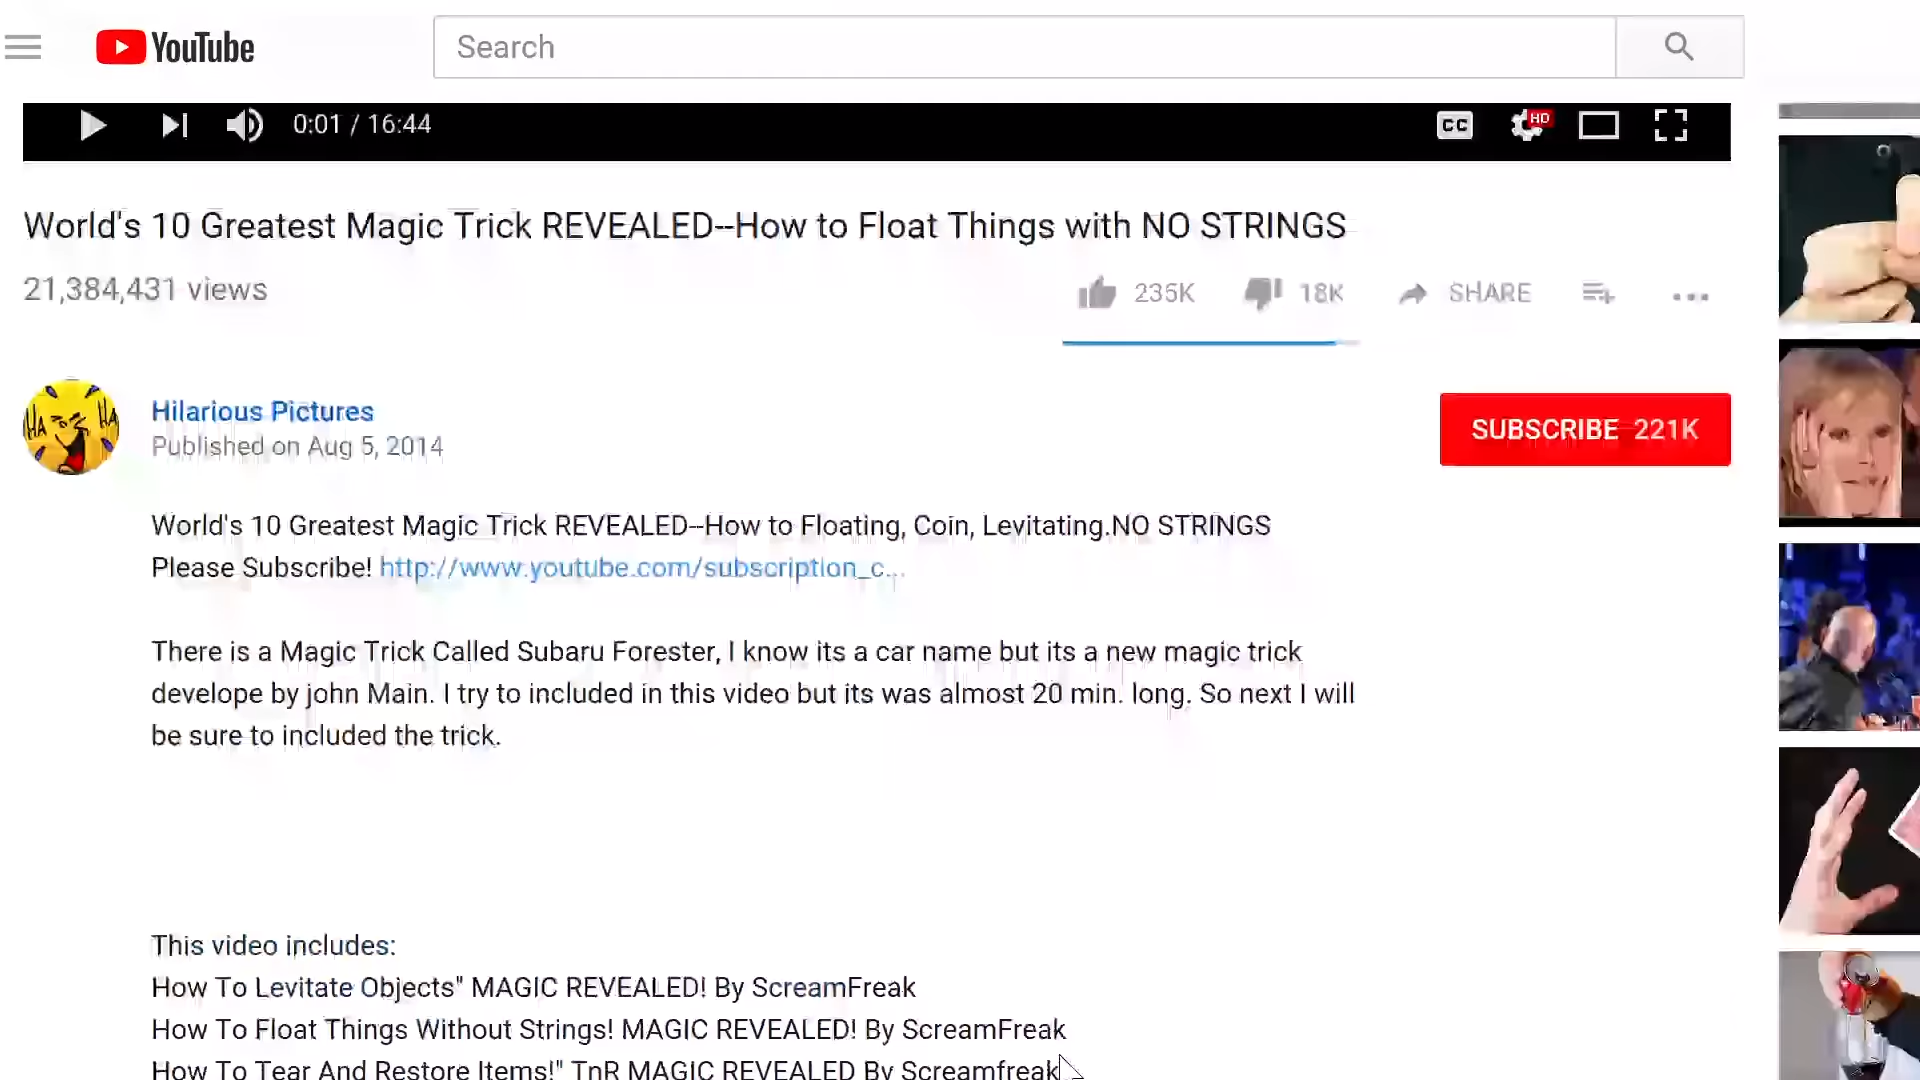 YouTube
Search
0:01 / 16:44
CC
HD
World's 10 Greatest Magic Trick REVEALED--How to Float Things with NO STRINGS
21,384,431 views
235K
18K
SHARE
HA
HA
Hilarious Pictures
Published on Aug 5, 2014
SUBSCRIBE 221K
World's 10 Greatest Magic Trick REVEALED--How to Floating, Coin, Levitating.NO STRINGS
Please Subscribe! http://www.youtube.com/subscription_c...
There is a Magic Trick Called Subaru Forester, I know its a car name but its a new magic trick
develope by john Main. I try to included in this video but its was almost 20 min. long. So next I will
be sure to included the trick.
This video includes:
How To Levitate Objects" MAGIC REVEALED! By ScreamFreak
How To Float Things Without Strings! MAGIC REVEALED! By ScreamFreak
How To Tear And Restore Items!" TnR MAGIC REVEALED By Screamfreak